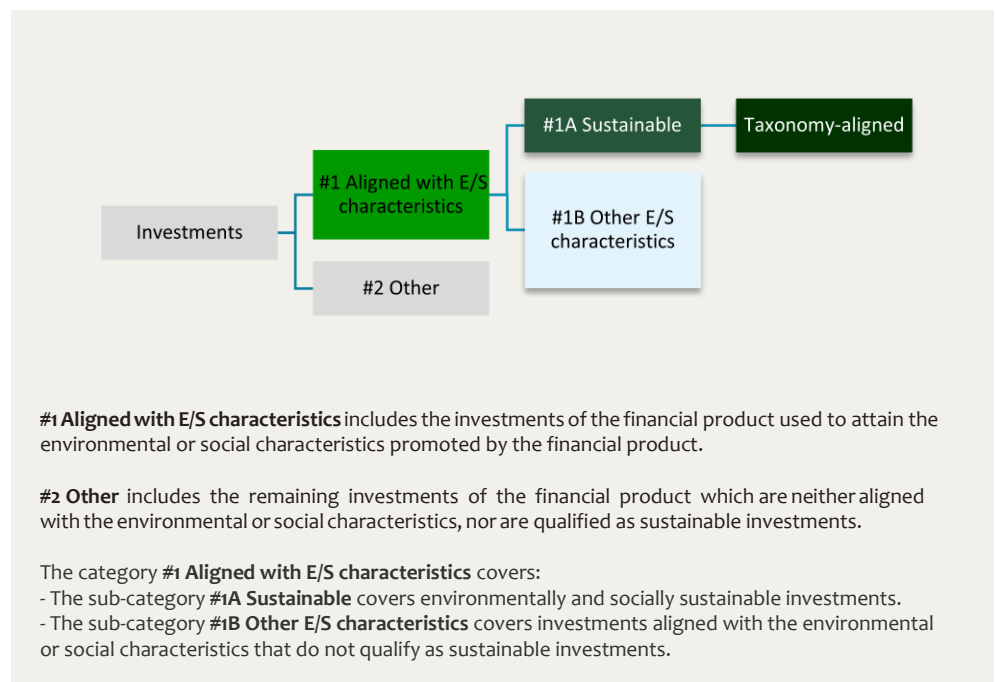 #1A Sustainable
Taxonomy-aligned
#1 Aligned with E/S
characteristics
#1B Other E/S
characteristics
Investments
#2 Other
#1 Aligned with E/S characteristics includes the investments of the financial product used to attain the
environmental or social characteristics promoted by the financial product.
#2 Other includes the remaining investments of the financial product which are neither aligned
with the environmental or social characteristics, nor are qualified as sustainable investments.
The category #1 Aligned with E/S characteristics covers:
- The sub-category #1A Sustainable covers environmentally and socially sustainable investments.
- The sub-category #1B Other E/S characteristics covers investments aligned with the environmental
or social characteristics that do not qualify as sustainable investments.